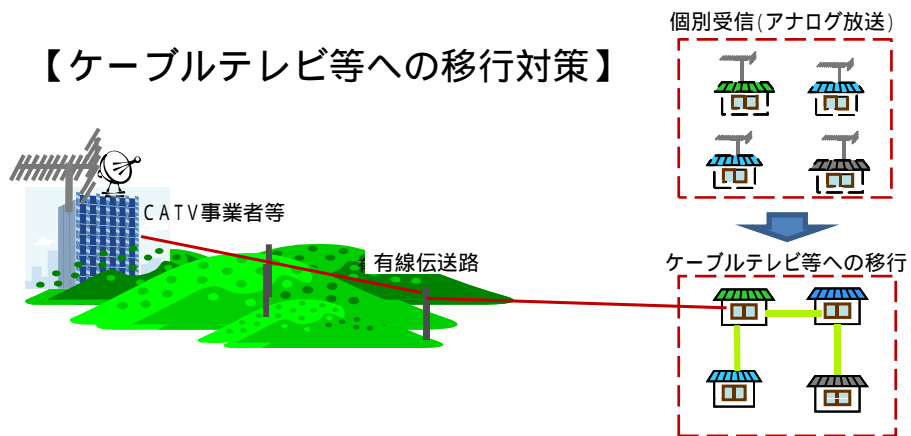 個別受信(アナログ放送)
【ケーブルテレビ等への移行対策】
CATV事業者等
有線伝送路
ケーブルテレビ等への移行